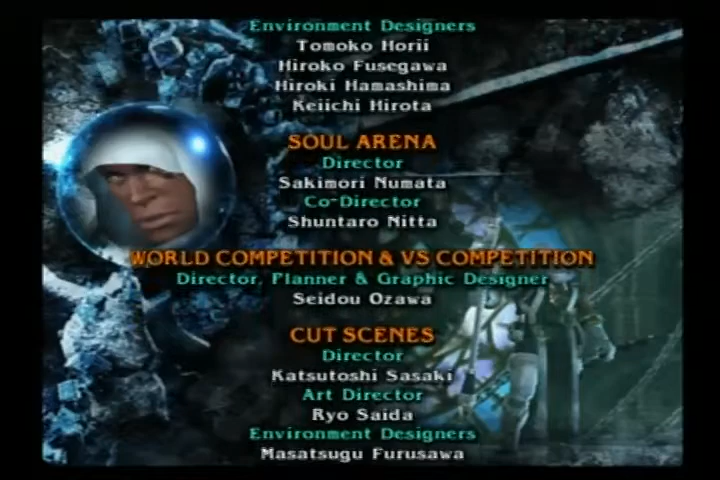 Environment Designers
Tomoko Horii
Hiroko Fusegawa
Hiroki Hamashima
Keiichi Hirota
SOUL ARENA
Director
Sakimori Numata
Co-Director
Shuntaro Nitta
WORLD COMPETITION & VS COMPETITION
Director, Planner & Graphic Designer
Seidou Ozawa
CUT SCENES
Director
Katsutoshi Sasaki
Art Director
Ryo Saida
Environment Designers
Masatsugu Furusawa